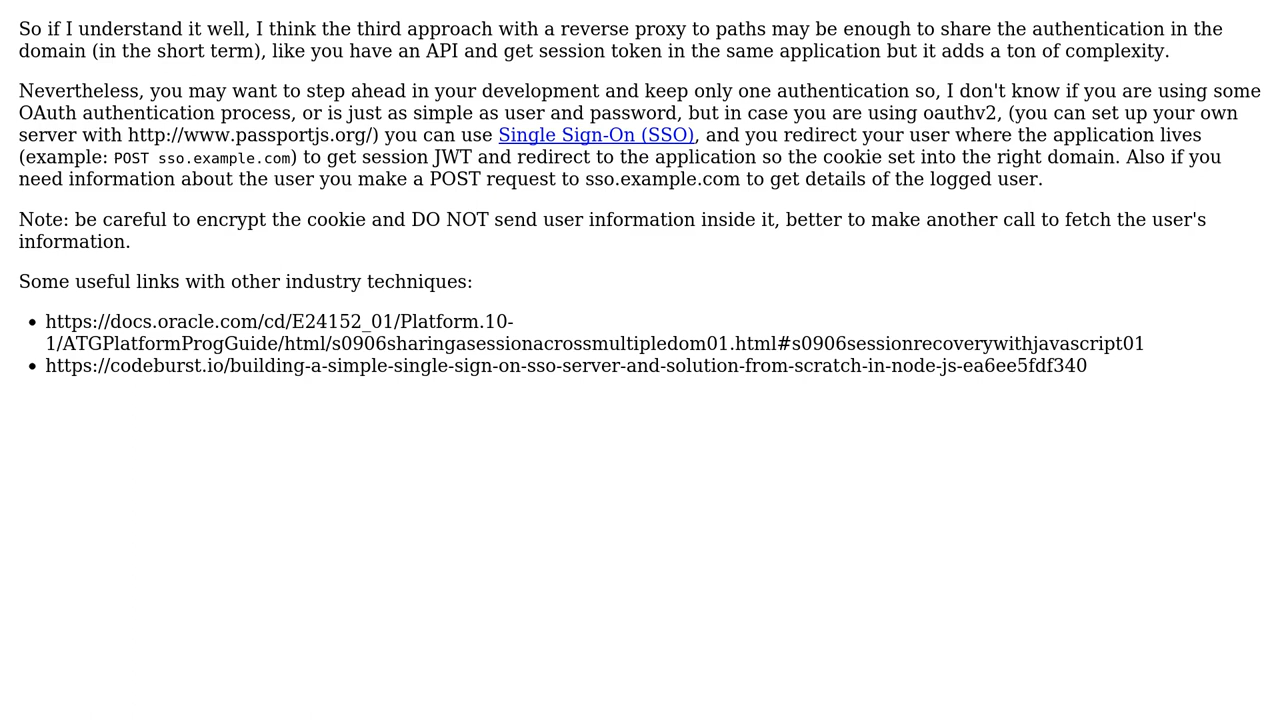 So if I understand it well, I think the third approach with a reverse proxy to paths may be enough to share the authentication in the
domain (in the short term), like you have an API and get session token in the same application but it adds a ton of complexity.
Nevertheless, you may want to step ahead in your development and keep only one authentication so, I don't know if you are using some
OAuth authentication process, or is just as simple as user and password, but in case you are using oauthv2, (you can set up your own
server with http://www.passportjs.org/) you can use Single Sign-On (SSO), and you redirect your user where the application lives
(example: POST sso.example.com) to get session JWT and redirect to the application so the cookie set into the right domain. Also if you
need information about the user you make a POST request to sso.example.com to get details of the logged user.
Note: be careful to encrypt the cookie and DO NOT send user information inside it, better to make another call to fetch the user's
information.
Some useful links with other industry techniques:
• https://docs.oracle.com/cd/E24152_01/Platform.10-
1/ATGPlatformProgGuide/html/s0906sharingasessionacrossmultipledom01.html#s0906sessionrecoverywithjavascript01
• https://codeburst.io/building-a-simple-single-sign-on-sso-server-and-solution-from-scratch-in-node-js-ea6ee5fdf340